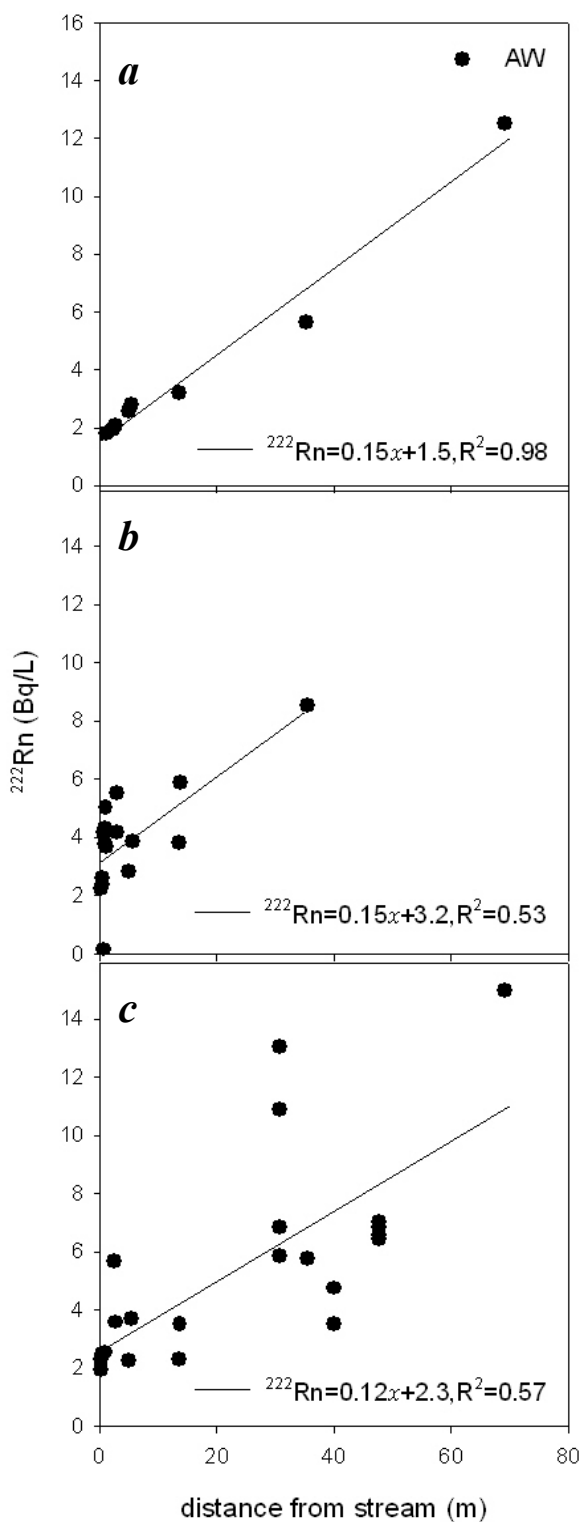 16
a
AW
14
12
10
8
6
4
2
²²²Rn=0.15x+1.5,R²=0.98
0
b
14
12
10
8
²²²Rn (Bq/L)
6
4
2
²²²Rn=0.15x+3.2,R²=0.53
0
c
14
12
10
8
6
4
2
²²²Rn=0.12x+2.3,R²=0.57
0
0 20 40 60 80
distance from stream (m)